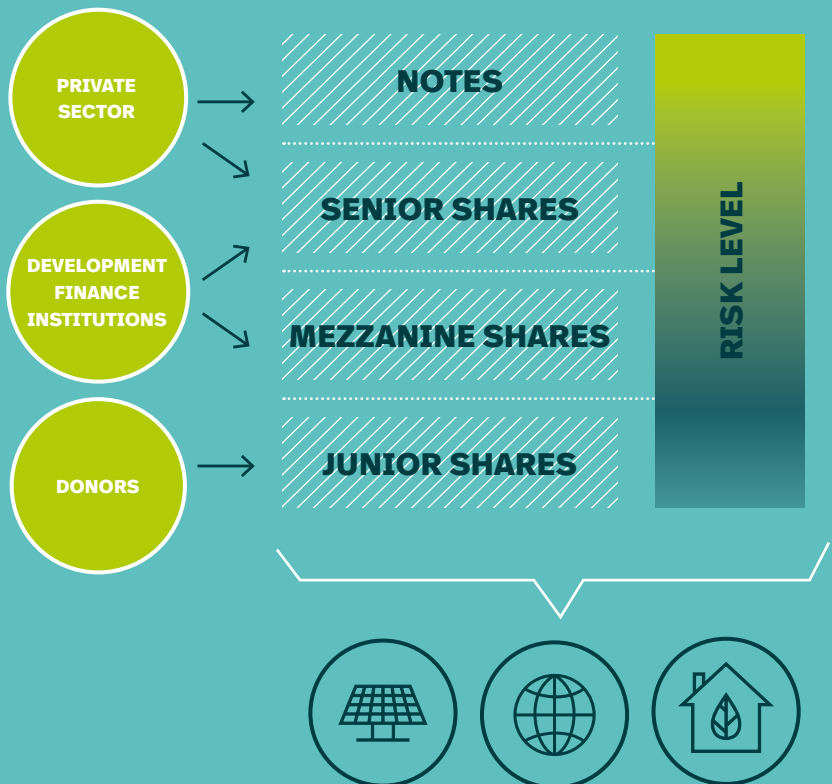 PRIVATE
SECTOR
NOTES
SENIOR SHARES
DEVELOPMENT
FINANCE
INSTITUTIONS
MEZZANINE SHARES
DONORS
JUNIOR SHARES
RISK LEVEL